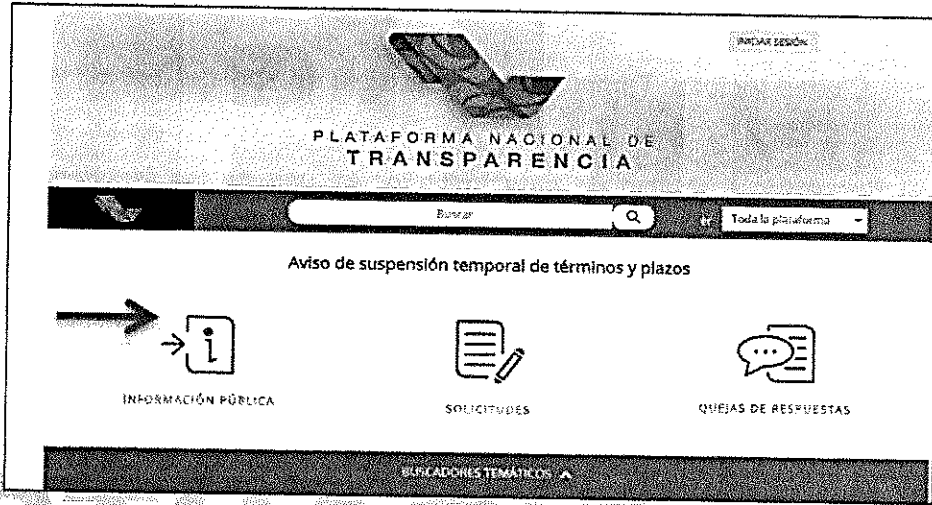 INICIAR SESIÓN
PLATAFORMA NACIONAL DE
TRANSPARENCIA
Buscar
Toda la plataforma
Aviso de suspensión temporal de términos y plazos
INFORMACIÓN PÚBLICA
SOLICITUDES
QUEJAS DE RESPUESTAS
BUSCADORES TEMÁTICOS